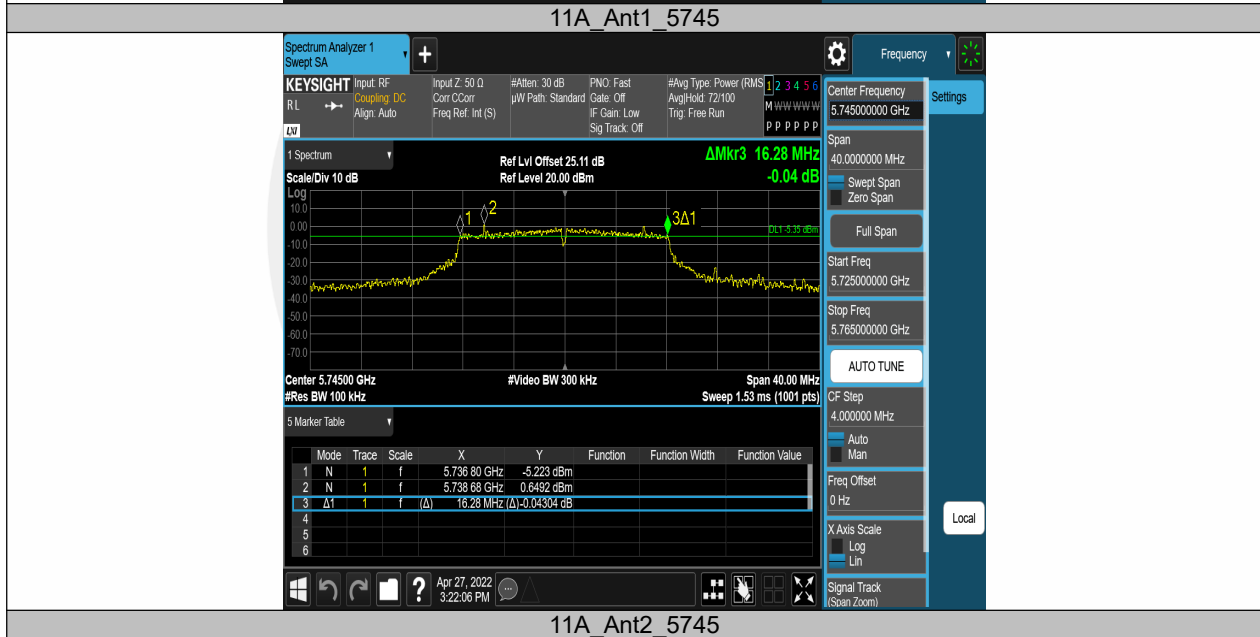 11A_Ant1_5745
Spectrum Analyzer 1
Swept SA
+
Frequency
KEYSIGHT
RL
LXI
Input: RF
Coupling: DC
Align: Auto
Input Z: 50 Ω
Corr CCorr
Freq Ref: Int (S)
#Atten: 30 dB
µW Path: Standard
PNO: Fast
Gate: Off
IF Gain: Low
Sig Track: Off
#Avg Type: Power (RMS
Avg|Hold: 72/100
Trig: Free Run
1 2 3 4 5 6
M W W W W W
P P P P P P
1 Spectrum
Scale/Div 10 dB
Ref Lvl Offset 25.11 dB
Ref Level 20.00 dBm
ΔMkr3 16.28 MHz
-0.04 dB
Log
10.0
0.00
-10.0
-20.0
-30.0
-40.0
-50.0
-60.0
-70.0
1
2
3Δ1
DL1 -5.35 dBm
Center 5.74500 GHz
#Video BW 300 kHz
Span 40.00 MHz
#Res BW 100 kHz
Sweep 1.53 ms (1001 pts)
5 Marker Table
Mode Trace Scale X Y Function Function Width Function Value
1 N 1 f 5.736 80 GHz -5.223 dBm
2 N 1 f 5.738 68 GHz 0.6492 dBm
3 Δ1 1 f (Δ) 16.28 MHz (Δ) -0.04304 dB
4
5
6
?
Apr 27, 2022
3:22:06 PM
Center Frequency
5.745000000 GHz
Settings
Span
40.0000000 MHz
Swept Span
Zero Span
Full Span
Start Freq
5.725000000 GHz
Stop Freq
5.765000000 GHz
AUTO TUNE
CF Step
4.000000 MHz
Auto
Man
Freq Offset
0 Hz
X Axis Scale
Log
Lin
Local
Signal Track
(Span Zoom)
11A_Ant2_5745